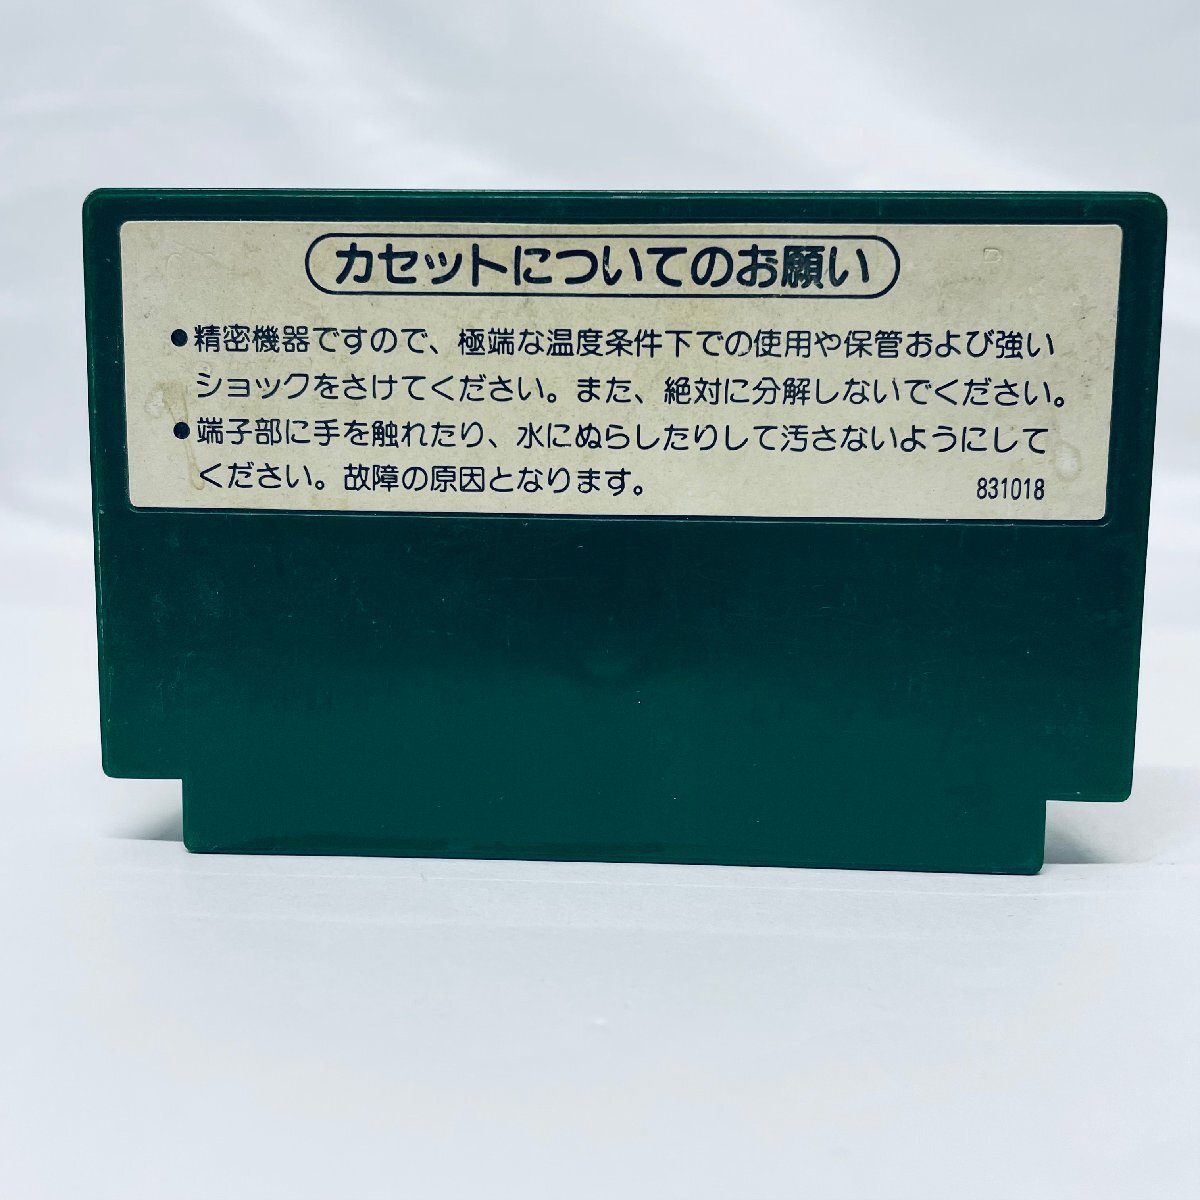 カセットについてのお願い
●精密機器ですので、極端な温度条件下での使用や保管および強い
ショックをさけてください。また、絶対に分解しないでください。
●端子部に手を触れたり、水にぬらしたりして汚さないようにして
ください。故障の原因となります。
831018